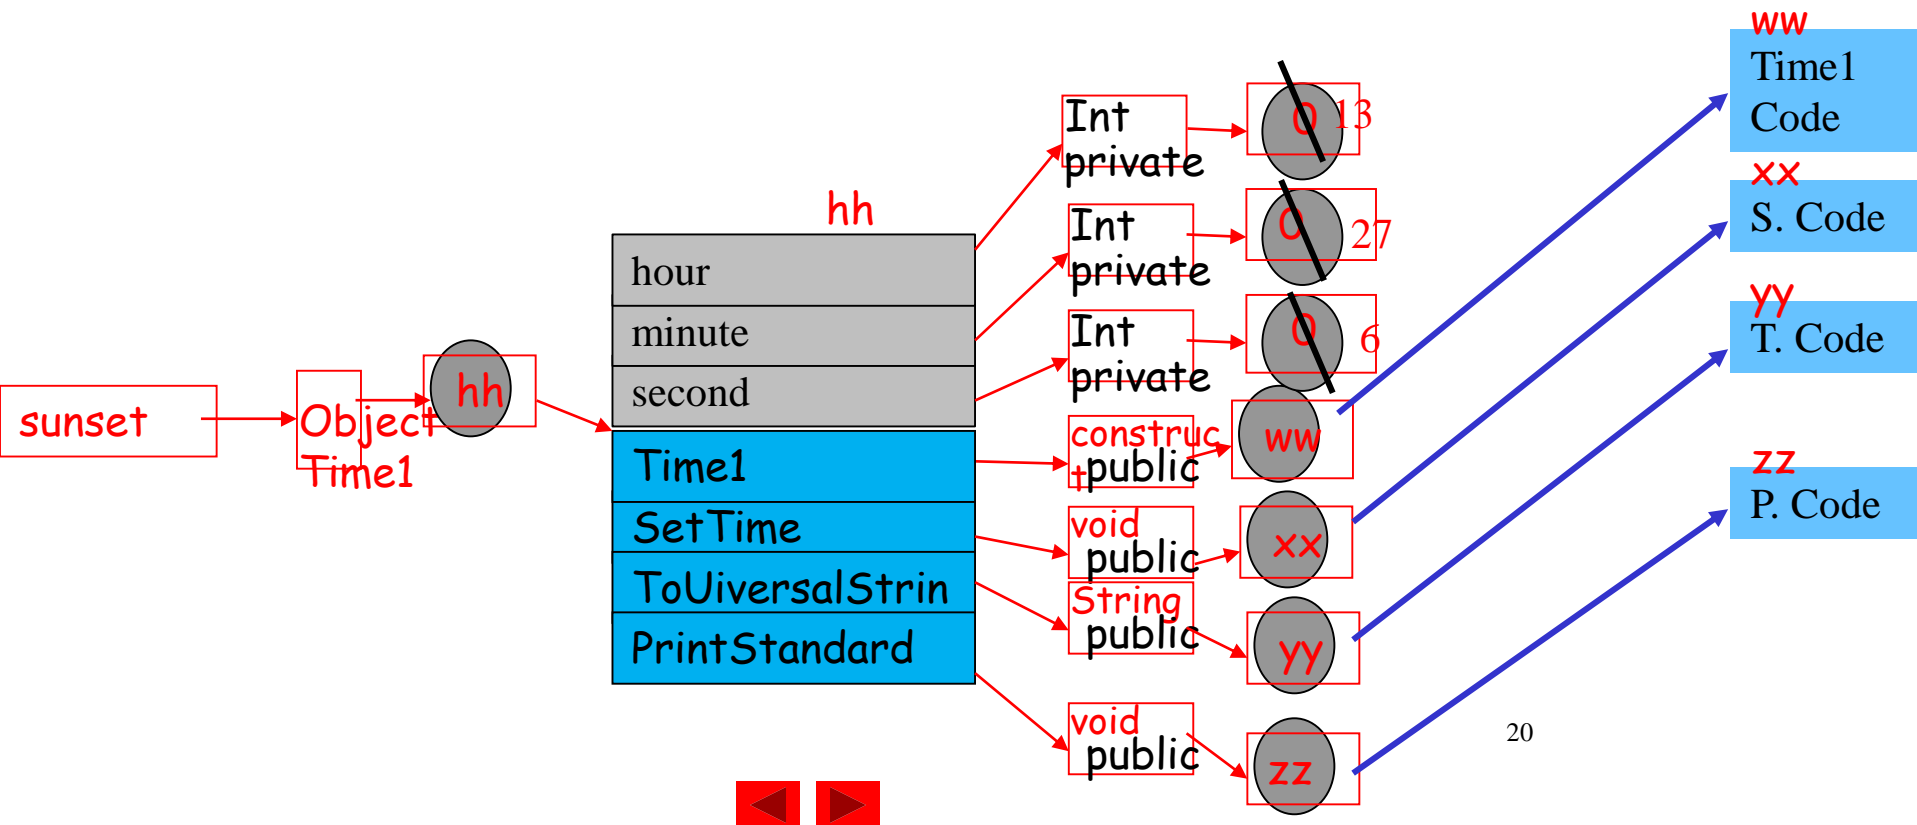 sunset
Object
Time1
hh
hh
hour
minute
second
Time1
SetTime
ToUiversalStrin
PrintStandard
Int
private
0 13
Int
private
0 27
Int
private
0 6
construc
t public
ww
void
public
xx
String
public
yy
void
public
zz
ww
Time1
Code
xx
S. Code
yy
T. Code
zz
P. Code
20